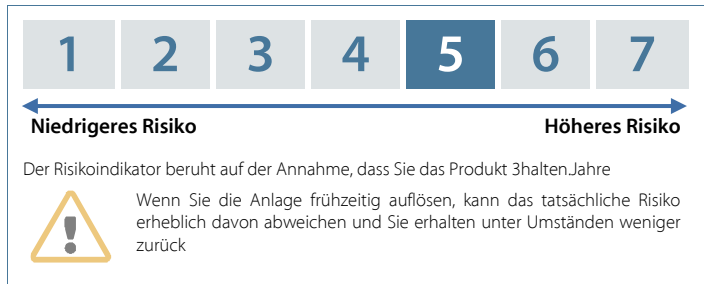 1 2 3 4 5 6 7
Niedrigeres Risiko Höheres Risiko
Der Risikoindikator beruht auf der Annahme, dass Sie das Produkt 3halten.Jahre
Wenn Sie die Anlage frühzeitig auflösen, kann das tatsächliche Risiko
erheblich davon abweichen und Sie erhalten unter Umständen weniger
zurück